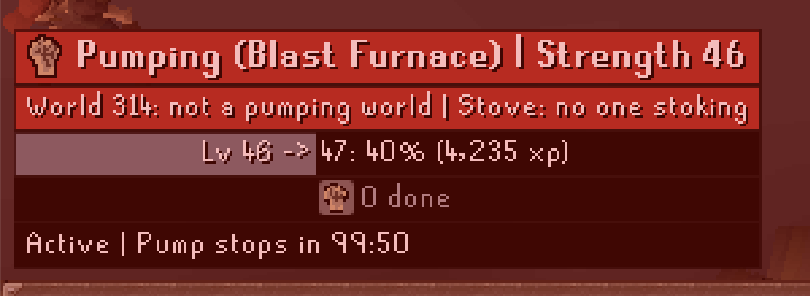 Pumping (Blast Furnace) | Strength 46
World 314: not a pumping world | Stove: no one stoking
Lv 46 -> 47: 40% (4,235 xp)
0 done
Active | Pump stops in 99:50